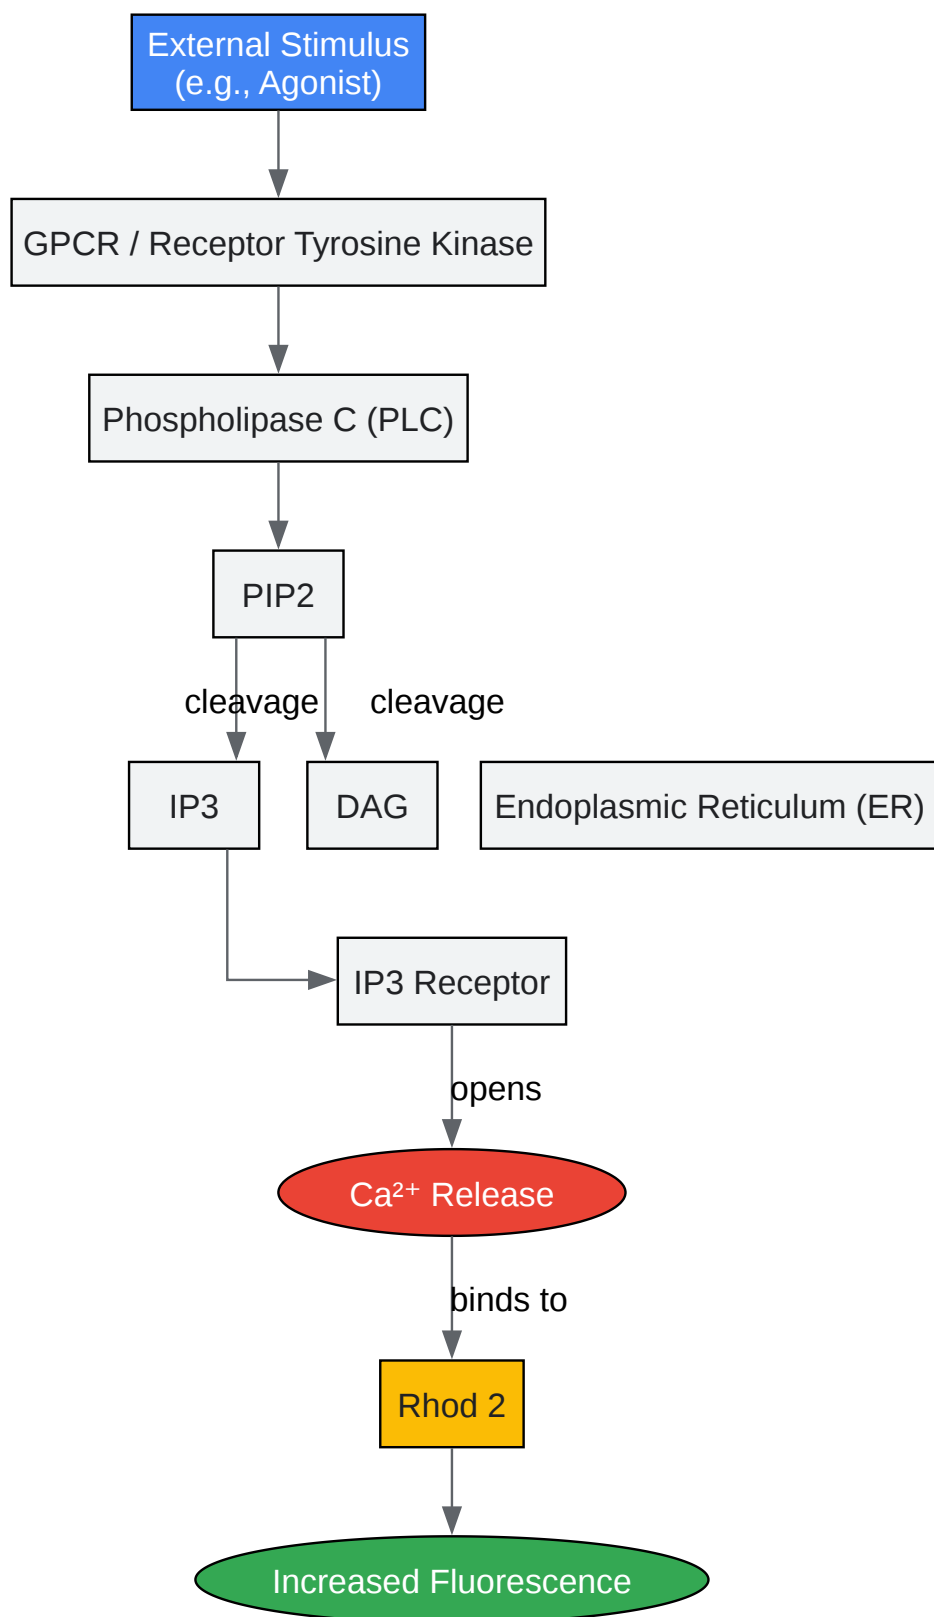 External Stimulus
(e.g., Agonist)
GPCR / Receptor Tyrosine Kinase
Phospholipase C (PLC)
PIP2
cleavage
cleavage
IP3
DAG
Endoplasmic Reticulum (ER)
IP3 Receptor
opens
Ca²⁺ Release
binds to
Rhod 2
Increased Fluorescence